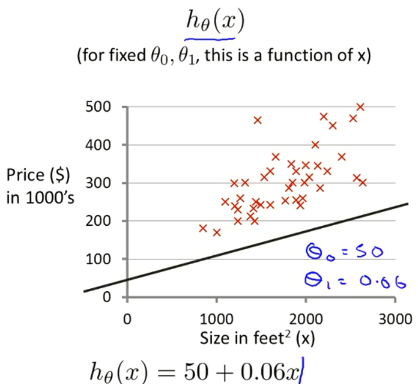 hθ(x)
(for fixed θ₀, θ₁, this is a function of x)
Price ($)
in 1000's
500
400
300
200
100
0
0 1000 2000 3000
Size in feet² (x)
θ₀ = 50
θ₁ = 0.06
hθ(x) = 50 + 0.06x